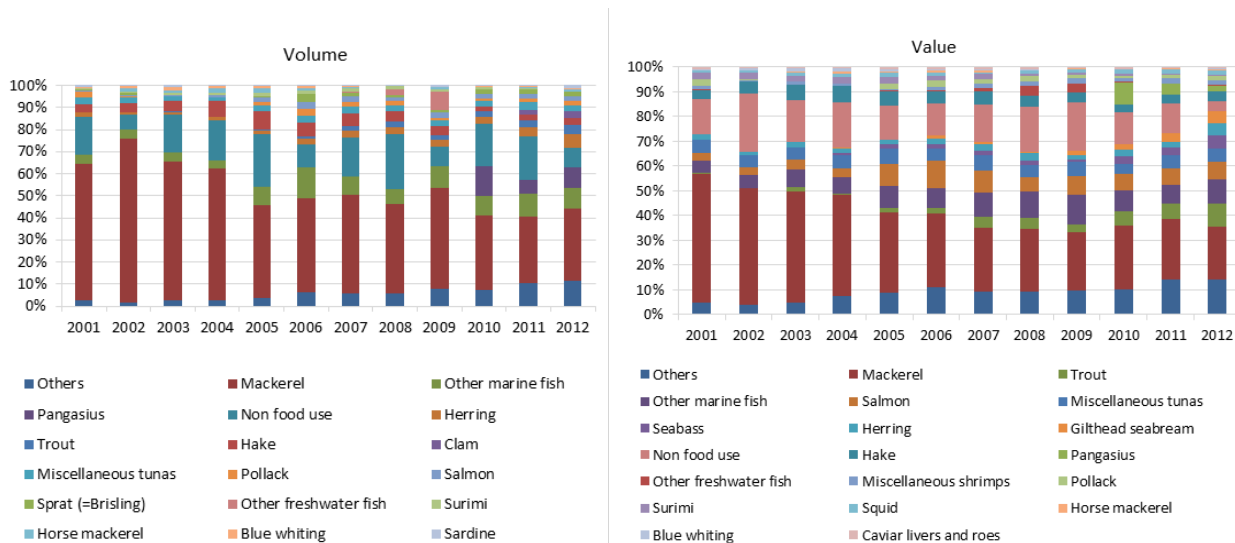 Volume
100%
90%
80%
70%
60%
50%
40%
30%
20%
10%
0%
2001 2002 2003 2004 2005 2006 2007 2008 2009 2010 2011 2012
Others Mackerel Other marine fish
Pangasius Non food use Herring
Trout Hake Clam
Miscellaneous tunas Pollack Salmon
Sprat (=Brisling) Other freshwater fish Surimi
Horse mackerel Blue whiting Sardine
Value
100%
90%
80%
70%
60%
50%
40%
30%
20%
10%
0%
2001 2002 2003 2004 2005 2006 2007 2008 2009 2010 2011 2012
Others Mackerel Trout
Other marine fish Salmon Miscellaneous tunas
Seabass Herring Gilthead seabream
Non food use Hake Pangasius
Other freshwater fish Miscellaneous shrimps Pollack
Surimi Squid Horse mackerel
Blue whiting Caviar livers and roes